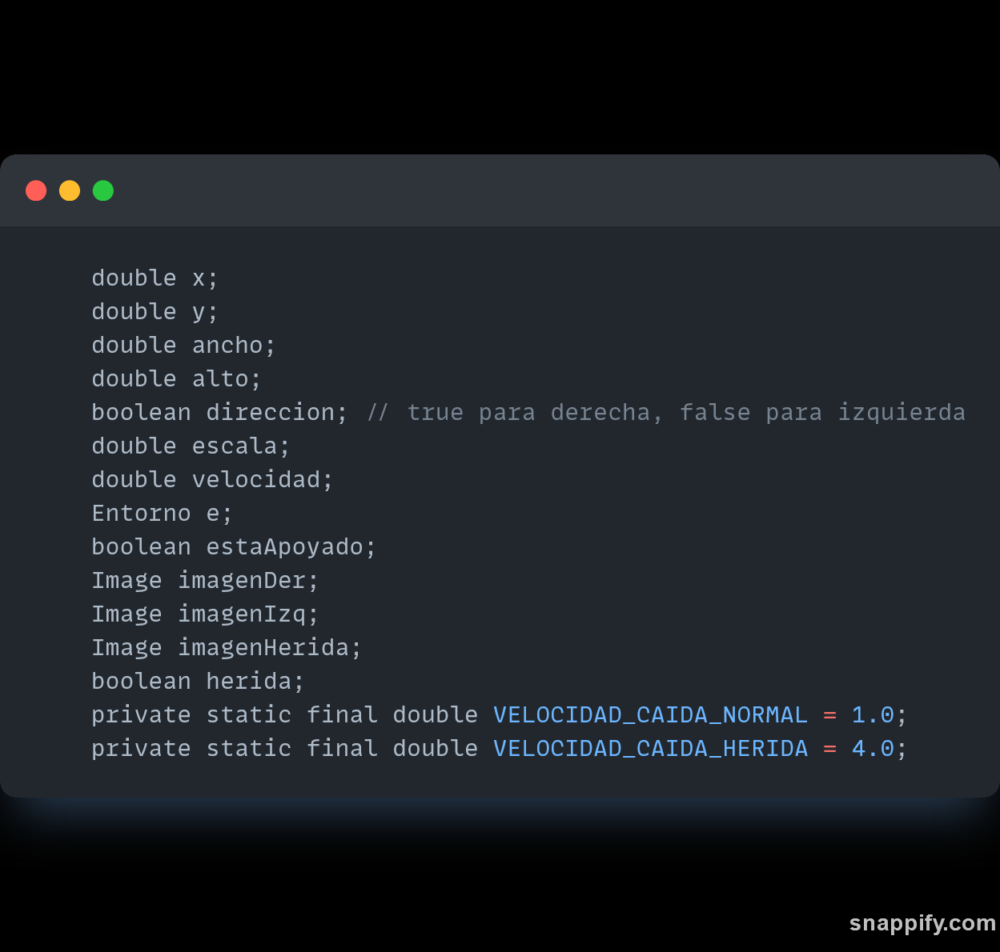 double x;
double y;
double ancho;
double alto;
boolean direccion; // true para derecha, false para izquierda
double escala;
double velocidad;
Entorno e;
boolean estaApoyado;
Image imagenDer;
Image imagenIzq;
Image imagenHerida;
boolean herida;
private static final double VELOCIDAD_CAIDA_NORMAL = 1.0;
private static final double VELOCIDAD_CAIDA_HERIDA = 4.0;
snappify.com